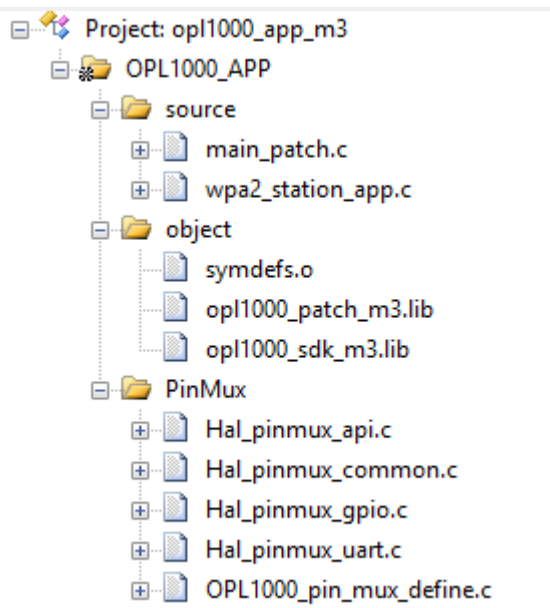 Project: opl1000_app_m3
OPL1000_APP
source
main_patch.c
wpa2_station_app.c
object
symdefs.o
opl1000_patch_m3.lib
opl1000_sdk_m3.lib
PinMux
Hal_pinmux_api.c
Hal_pinmux_common.c
Hal_pinmux_gpio.c
Hal_pinmux_uart.c
OPL1000_pin_mux_define.c